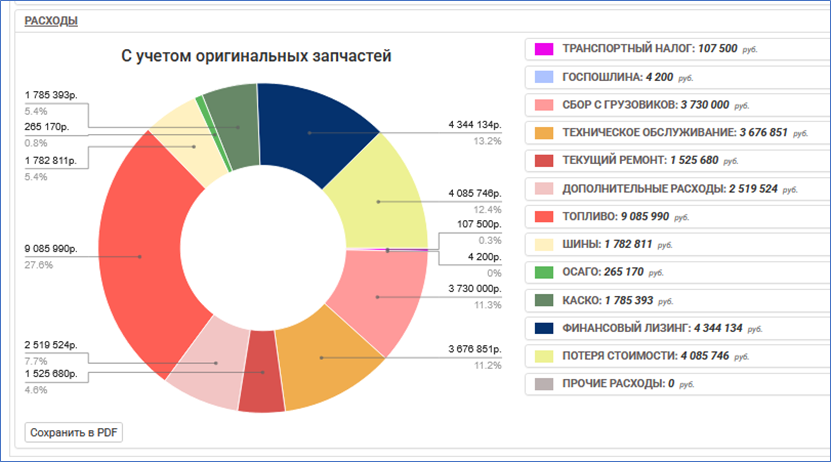 РАСХОДЫ
С учетом оригинальных запчастей
1 785 393р.
5.4%
265 170р.
0.8%
1 782 811р.
5.4%
9 085 990р.
27.6%
2 519 524р.
7.7%
1 525 680р.
4.6%
4 344 134р.
13.2%
4 085 746р.
12.4%
107 500р.
0.3%
4 200р.
0%
3 730 000р.
11.3%
3 676 851р.
11.2%
ТРАНСПОРТНЫЙ НАЛОГ: 107 500 руб.
ГОСПОШЛИНА: 4 200 руб.
СБОР С ГРУЗОВИКОВ: 3 730 000 руб.
ТЕХНИЧЕСКОЕ ОБСЛУЖИВАНИЕ: 3 676 851 руб.
ТЕКУЩИЙ РЕМОНТ: 1 525 680 руб.
ДОПОЛНИТЕЛЬНЫЕ РАСХОДЫ: 2 519 524 руб.
ТОПЛИВО: 9 085 990 руб.
ШИНЫ: 1 782 811 руб.
ОСАГО: 265 170 руб.
КАСКО: 1 785 393 руб.
ФИНАНСОВЫЙ ЛИЗИНГ: 4 344 134 руб.
ПОТЕРЯ СТОИМОСТИ: 4 085 746 руб.
ПРОЧИЕ РАСХОДЫ: 0 руб.
Сохранить в PDF